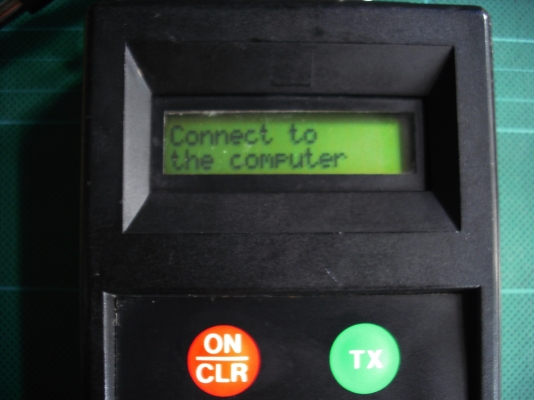 Connect to
the computer
ON
CLR
TX